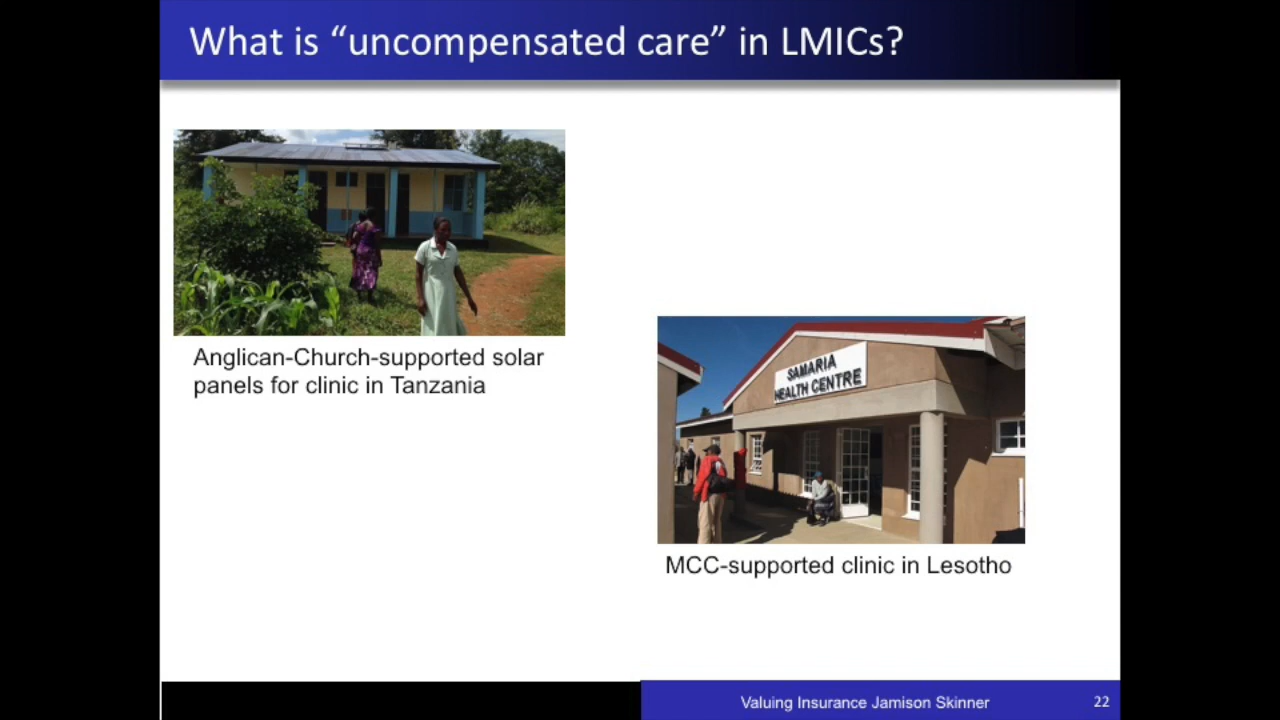 What is “uncompensated care” in LMICs?
Anglican-Church-supported solar
panels for clinic in Tanzania
SAMARIA
HEALTH CENTRE
MCC-supported clinic in Lesotho
Valuing Insurance Jamison Skinner
22